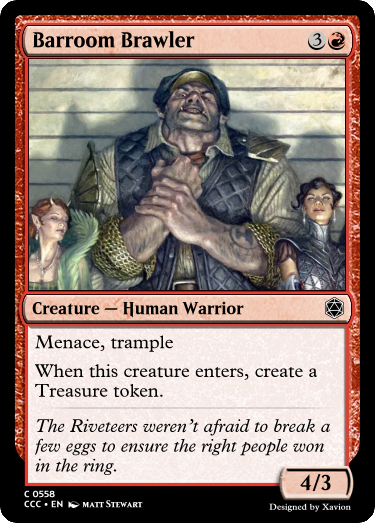 Barroom Brawler 3
Creature — Human Warrior
Menace, trample
When this creature enters, create a
Treasure token.
The Riveteers weren't afraid to break a
few eggs to ensure the right people won
in the ring.
4/3
C 0558
CCC • EN MATT STEWART
Designed by Xavion